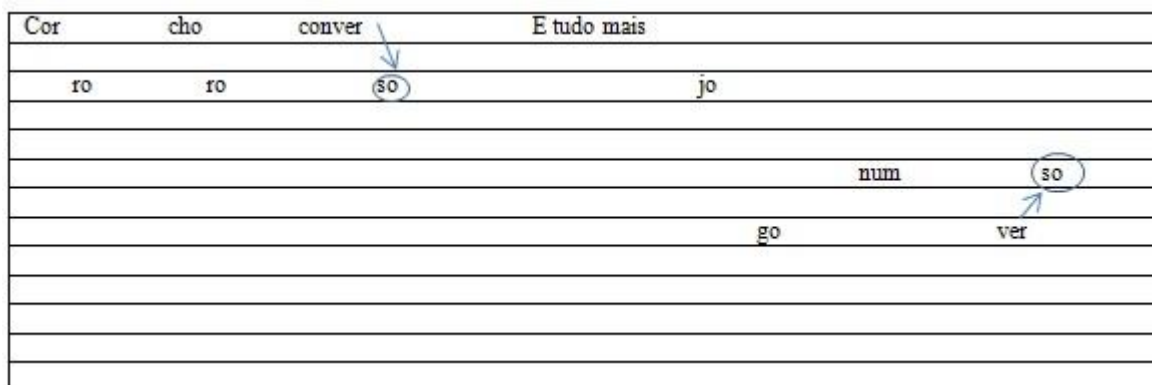 Cor cho conver E tudo mais
ro ro so jo
num so
go ver